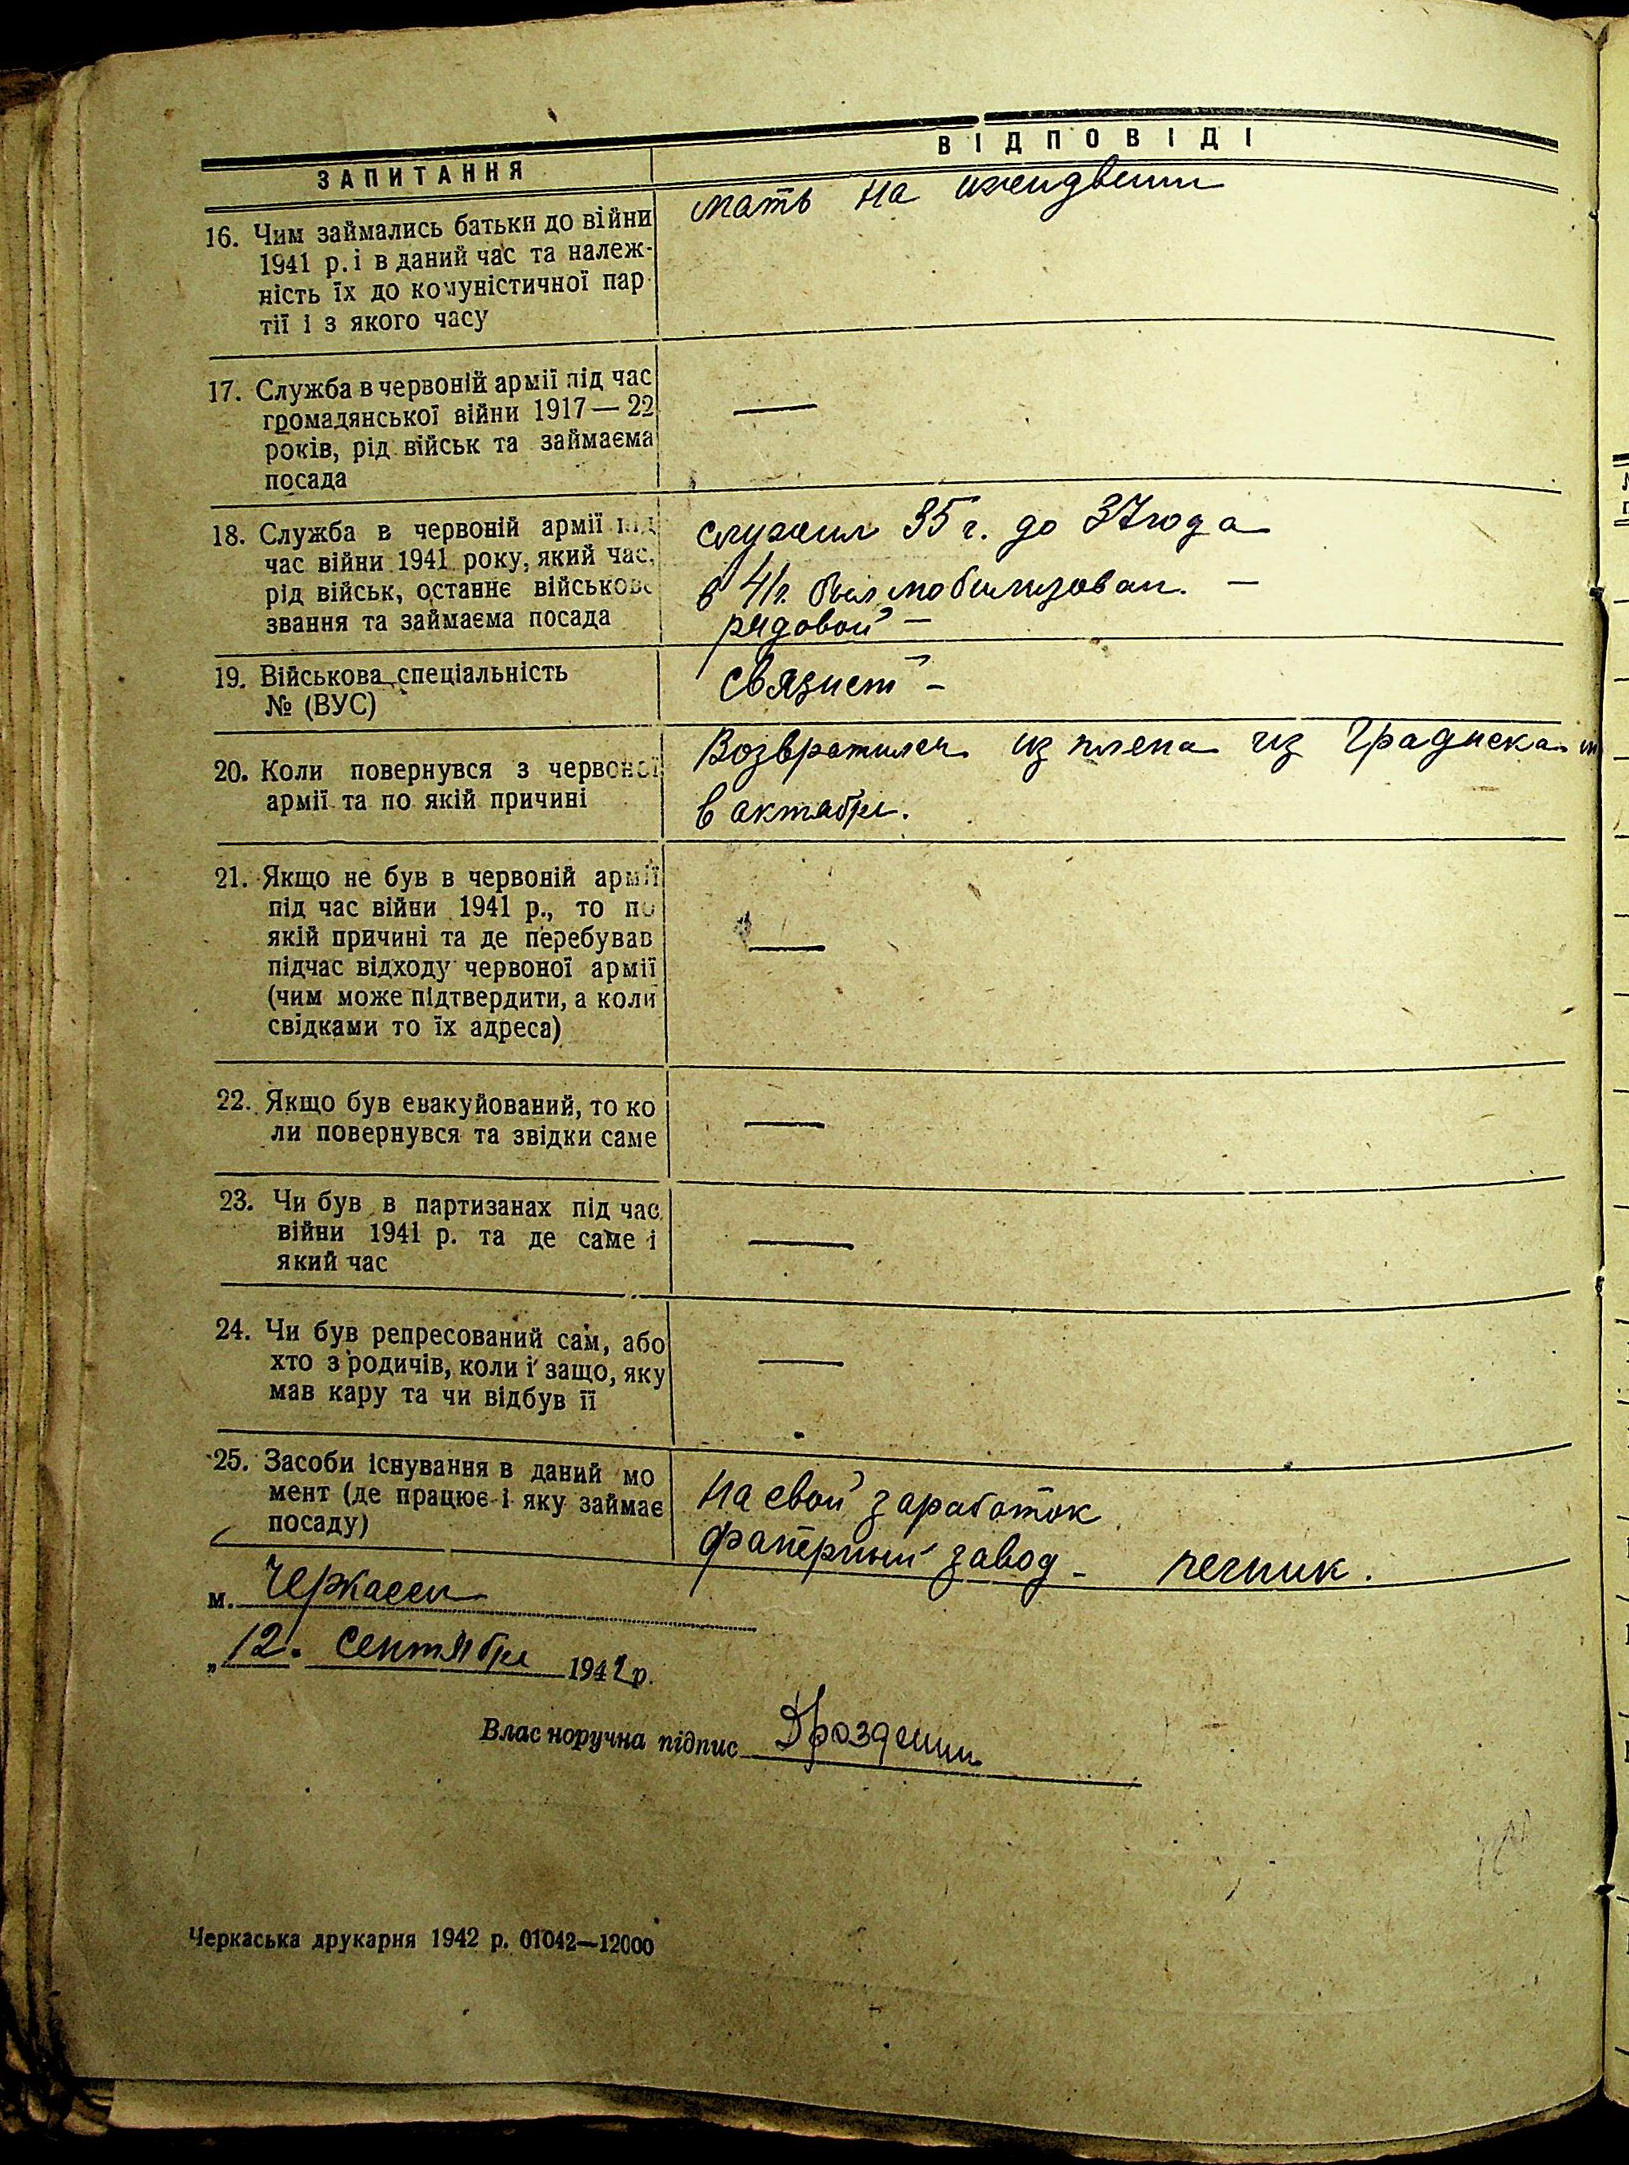 ЗАПИТАННЯ
ВІДПОВІДІ
16. Чим займались батьки до війни
1941 р. і в даний час та належ-
ність їх до комуністичної пар-
тії і з якого часу
мать на иждвении
17. Служба в червоній армії під час
громадянської війни 1917—22
років, рід військ та займаєма
посада
—
18. Служба в червоній армії під
час війни 1941 року, який час,
рід військ, останнє військове
звання та займаєма посада
служил 35 г. до 37 года
в 41г. был мобилизован. —
рядовой —
19. Військова спеціальність
№ (ВУС)
связист —
20. Коли повернувся з червоної
армії та по якій причині
Возвратился из плена из Градиска
в актабри.
21. Якщо не був в червоній армії
під час війни 1941 р., то по
якій причині та де перебував
підчас відходу червоної армії
(чим може підтвердити, а коли
свідками то їх адреса)
—
22. Якщо був евакуйований, то ко
ли повернувся та звідки саме
—
23. Чи був в партизанах під час
війни 1941 р. та де саме і
який час
—
24. Чи був репресований сам, або
хто з родичів, коли і защо, яку
мав кару та чи відбув її
—
25. Засоби існування в даний мо
мент (де працює і яку займає
посаду)
на свой заработок
фанерный завод — печник.
м. Черкассы
„12. сентября 1942 р.
Влас норучна підпис
Черкаська друкарня 1942 р. 01042—12000